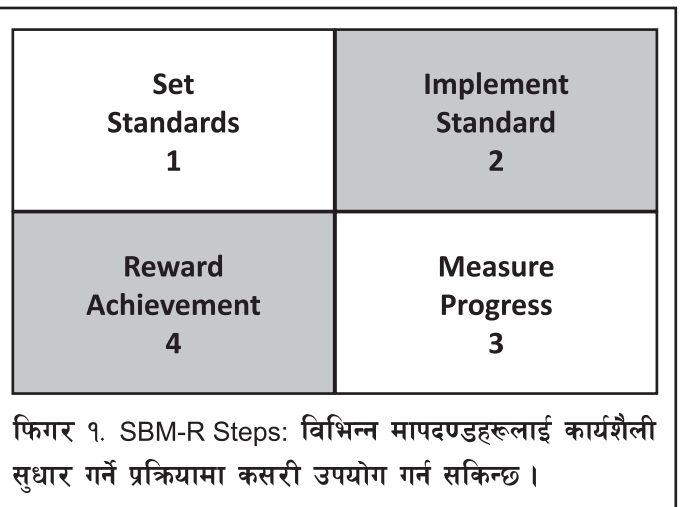 Set
Standards
1
Implement
Standard
2
Reward
Achievement
4
Measure
Progress
3
फिगर १. SBM-R Steps: विभिन्न मापदण्डहरूलाई कार्यशैली
सुधार गर्ने प्रक्रियामा कसरी उपयोग गर्न सकिन्छ ।